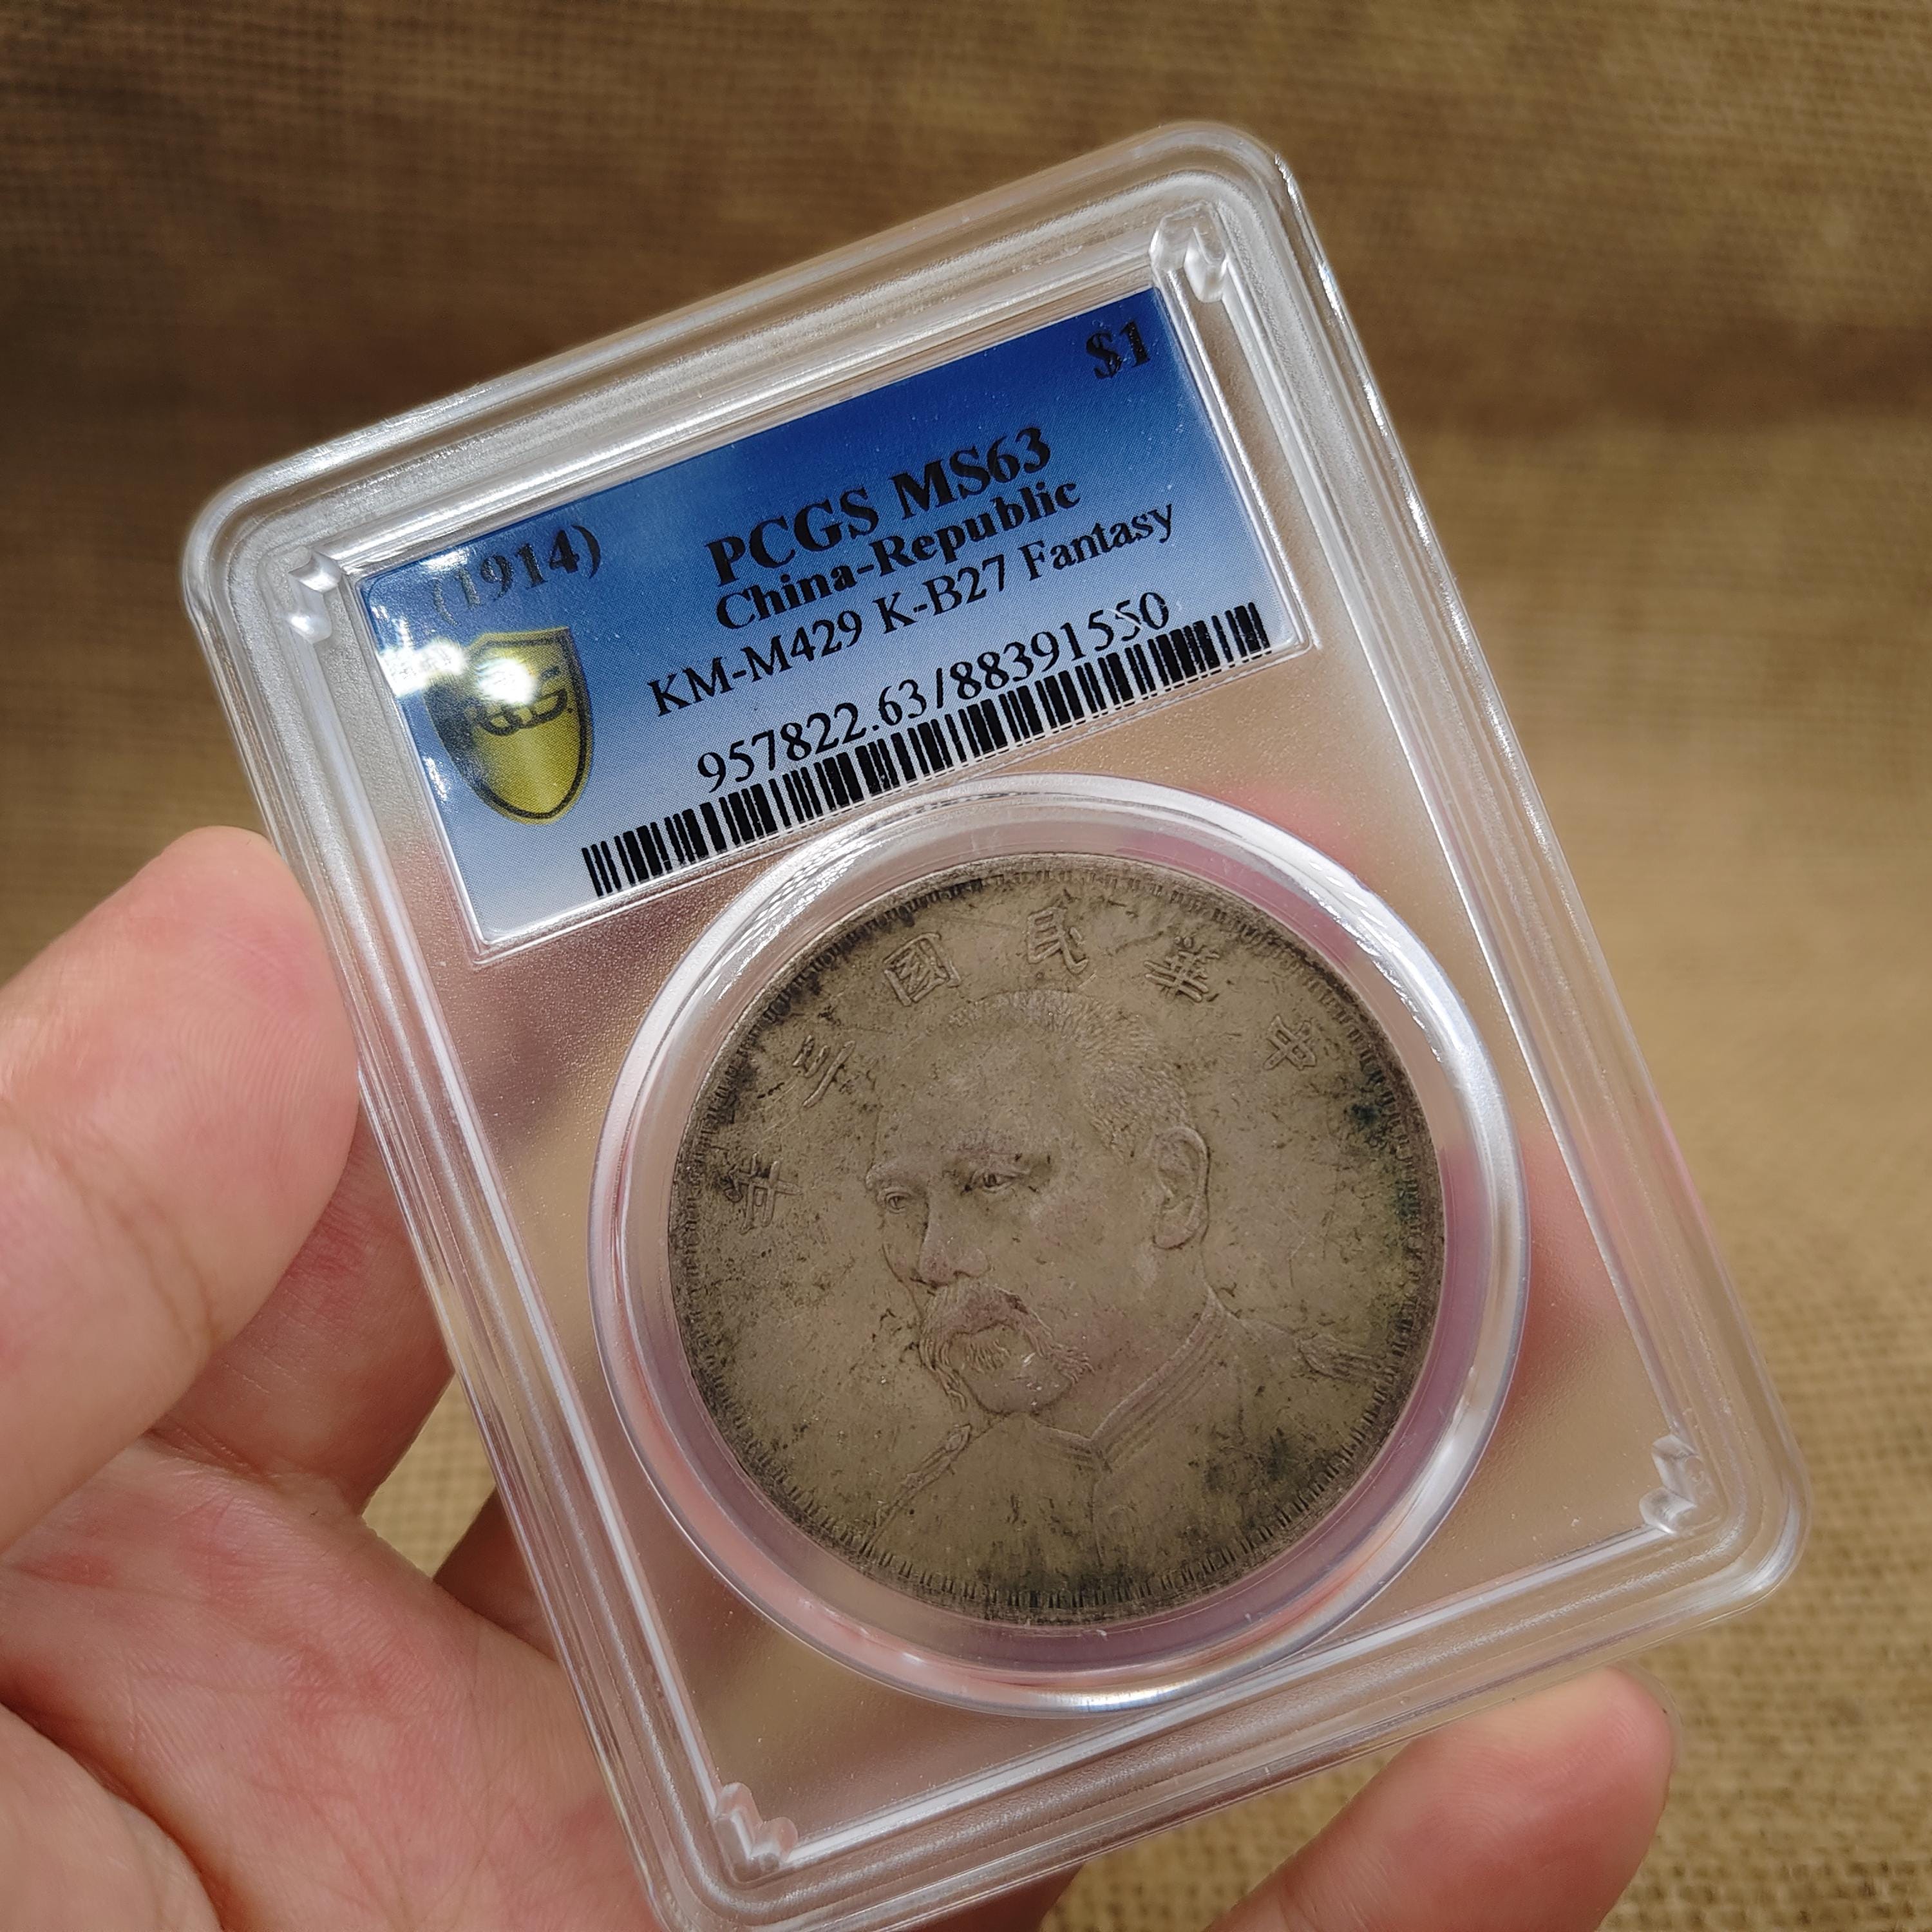 (1914)
$1
PCGS MS63
China-Republic
KM-M429 K-B27 Fantasy
957822.63/88391550
中華民國三年